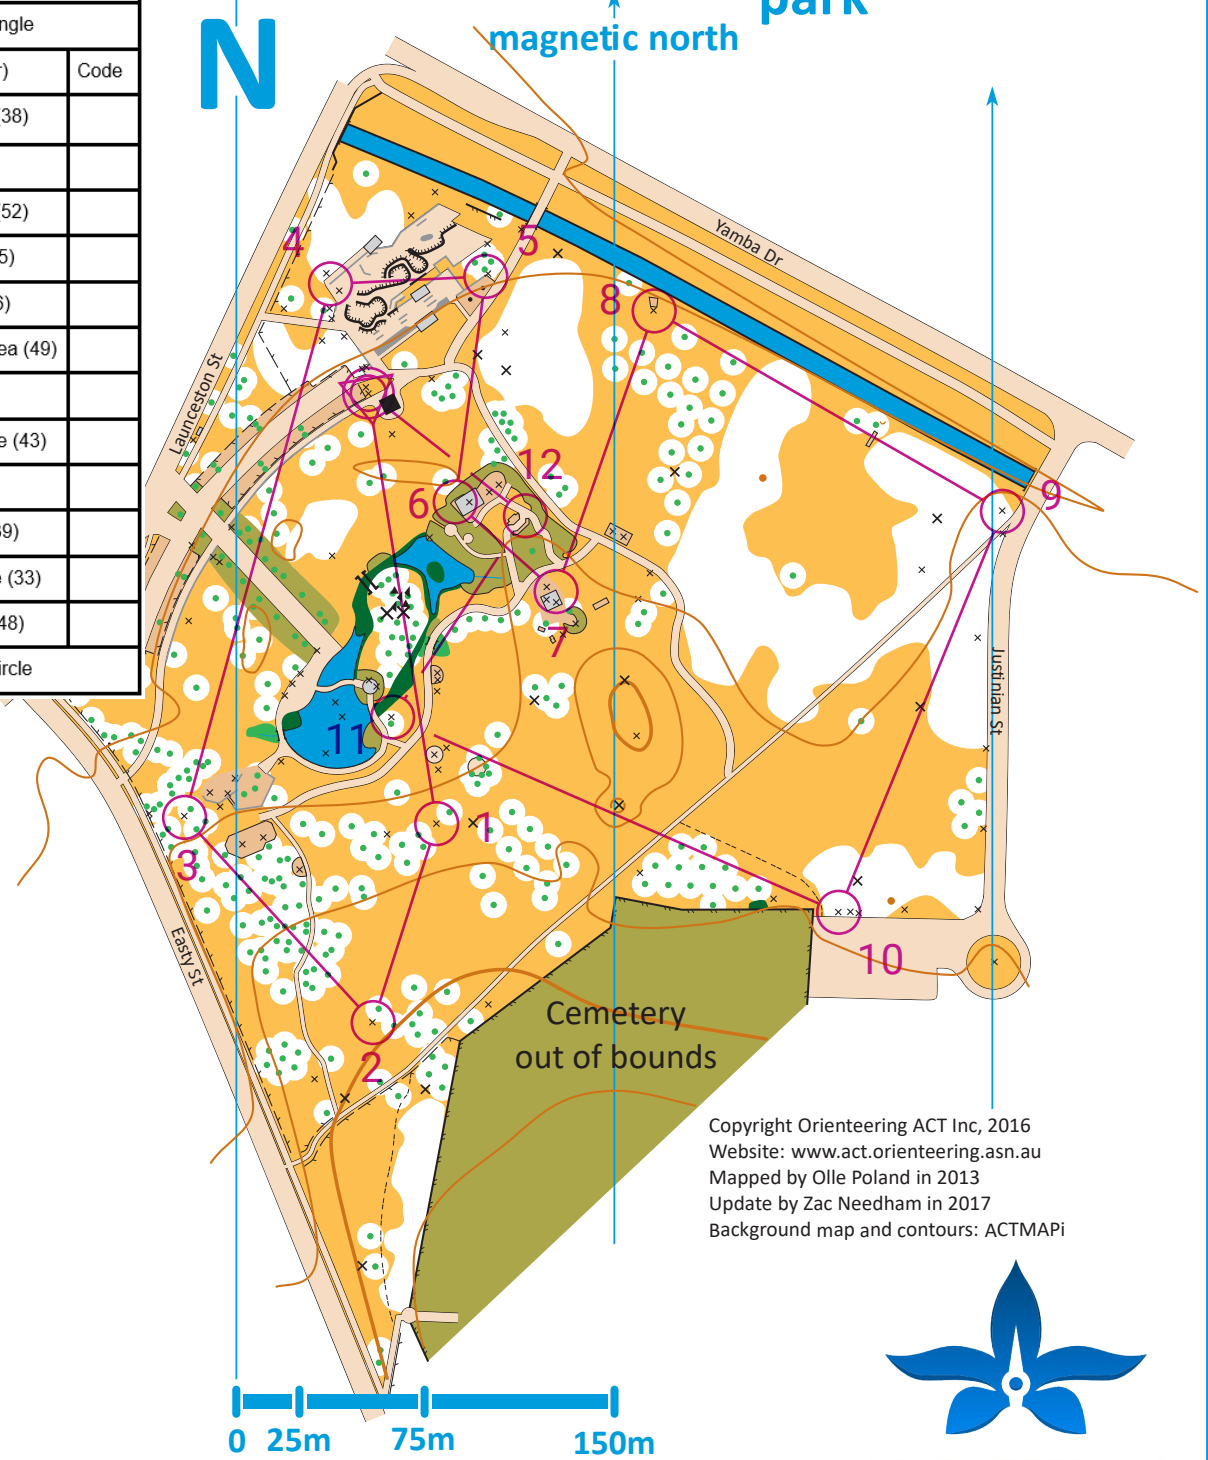 park
N
magnetic north
ngle
r)
Code
38)
52)
5)
6)
ea (49)
e (43)
39)
e (33)
48)
ircle
Yamba Dr
Launceston St
4
5
8
12
6
9
7
11
1
3
Justinian St
Easty St
10
2
Cemetery
out of bounds
Copyright Orienteering ACT Inc, 2016
Website: www.act.orienteering.asn.au
Mapped by Olle Poland in 2013
Update by Zac Needham in 2017
Background map and contours: ACTMAPi
0 25m 75m 150m